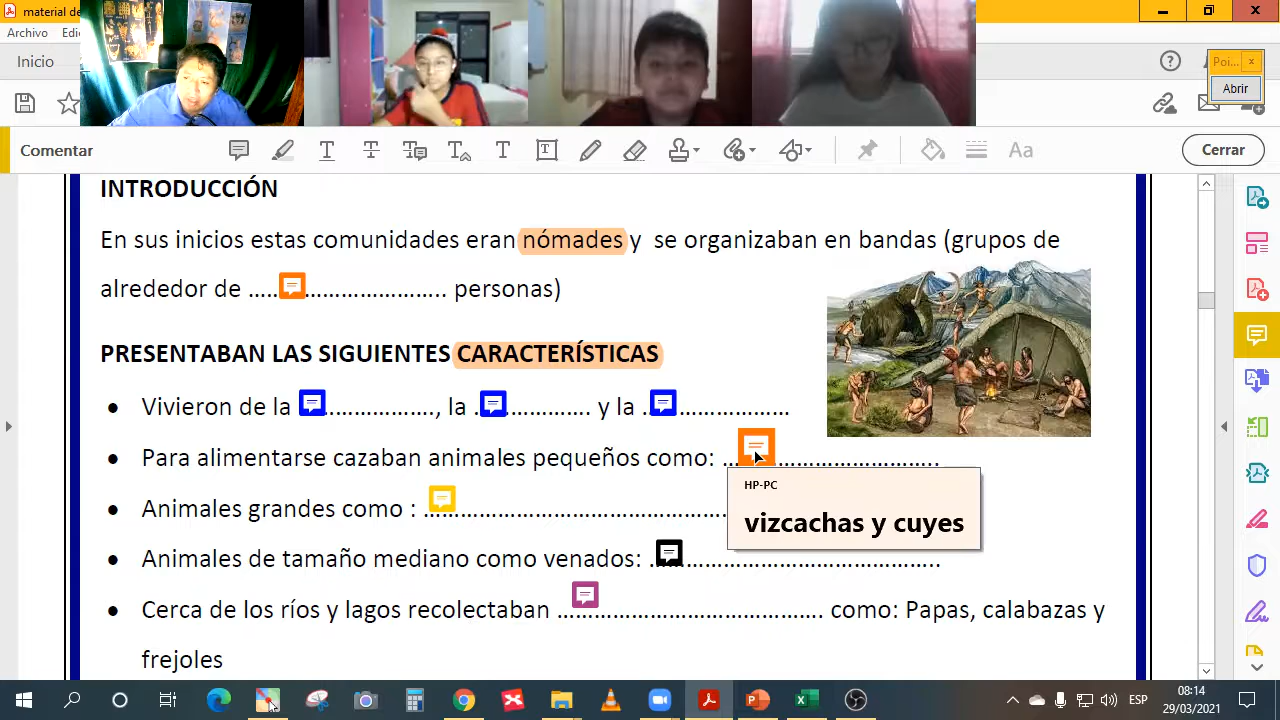 material de
Archivo Edi
Inicio
Poi...
Abrir
Comentar
Aa
Cerrar
INTRODUCCIÓN
En sus inicios estas comunidades eran nómades y se organizaban en bandas (grupos de
alrededor de ........................... personas)
PRESENTABAN LAS SIGUIENTES CARACTERÍSTICAS
• Vivieron de la .................., la ................. y la ......................
• Para alimentarse cazaban animales pequeños como: ...............................
HP-PC
vizcachas y cuyes
• Animales grandes como : ..........................................
• Animales de tamaño mediano como venados: ..........................................
• Cerca de los ríos y lagos recolectaban ...................................... como: Papas, calabazas y
frejoles
ESP
08:14
29/03/2021